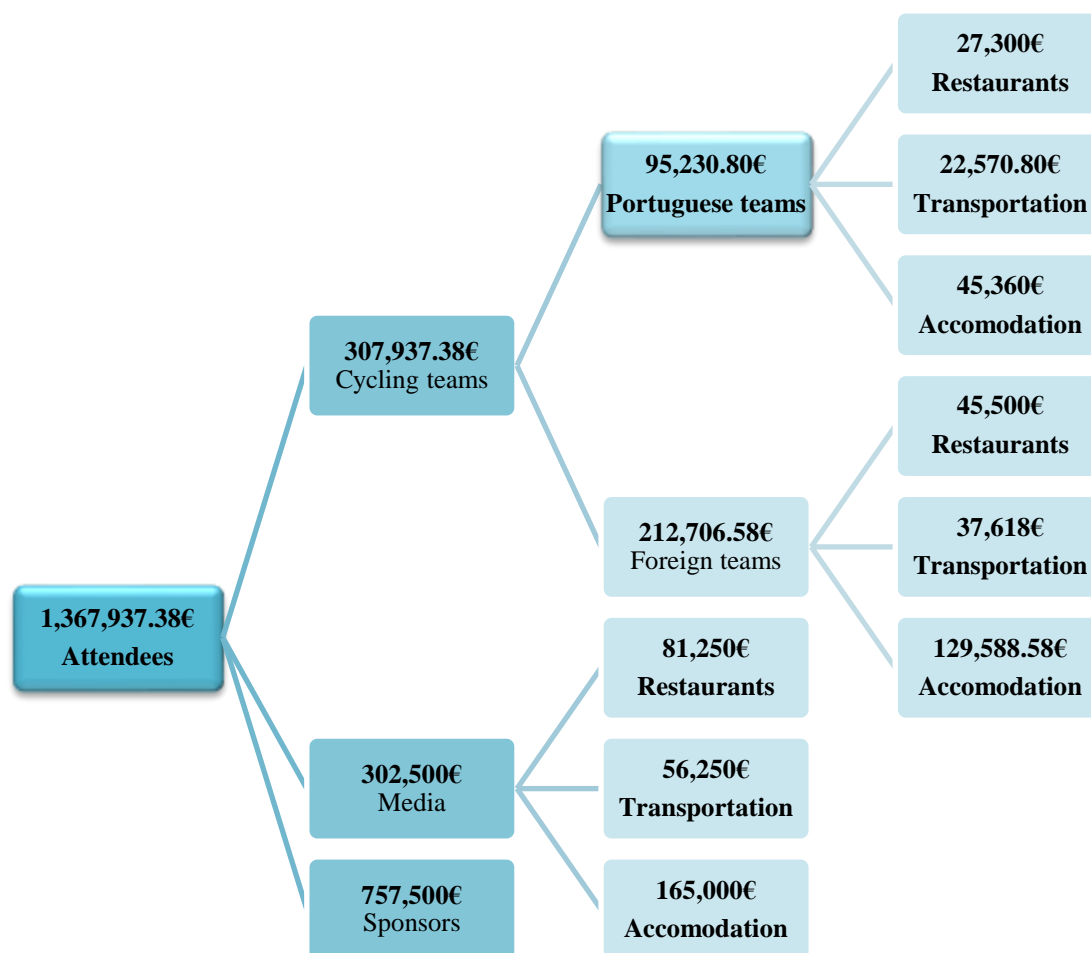 27,300€
Restaurants
95,230.80€
Portuguese teams
22,570.80€
Transportation
45,360€
Accomodation
307,937.38€
Cycling teams
45,500€
Restaurants
212,706.58€
Foreign teams
37,618€
Transportation
1,367,937.38€
Attendees
81,250€
Restaurants
129,588.58€
Accomodation
302,500€
Media
56,250€
Transportation
757,500€
Sponsors
165,000€
Accomodation